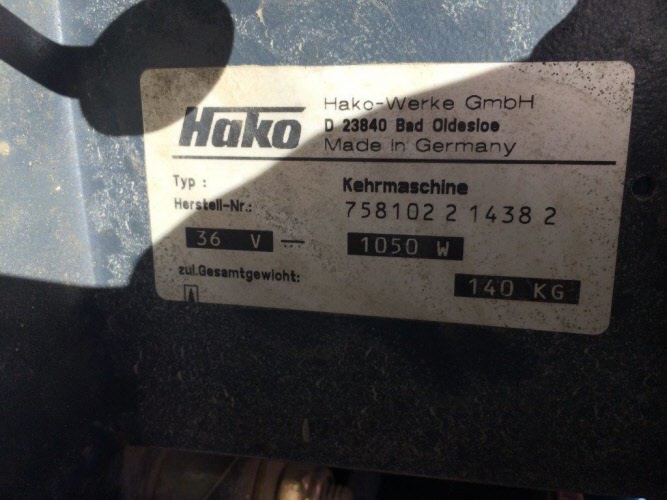 Hako
Hako-Werke GmbH
D 23840 Bad Oldesloe
Made in Germany
Typ : Kehrmaschine
Herstell-Nr.: 758102 2 1438 2
36 V 1050 W
zul.Gesamtgewicht: 140 KG